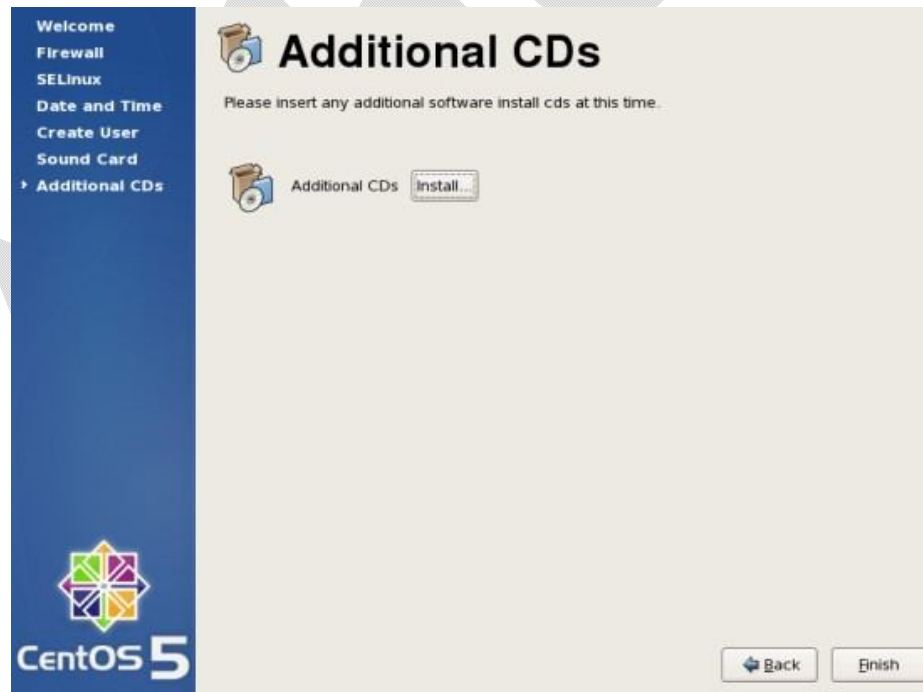 Welcome
Firewall
SELinux
Date and Time
Create User
Sound Card
Additional CDs
Additional CDs
Please insert any additional software install cds at this time.
Additional CDs Install...
CentOS 5
Back Finish